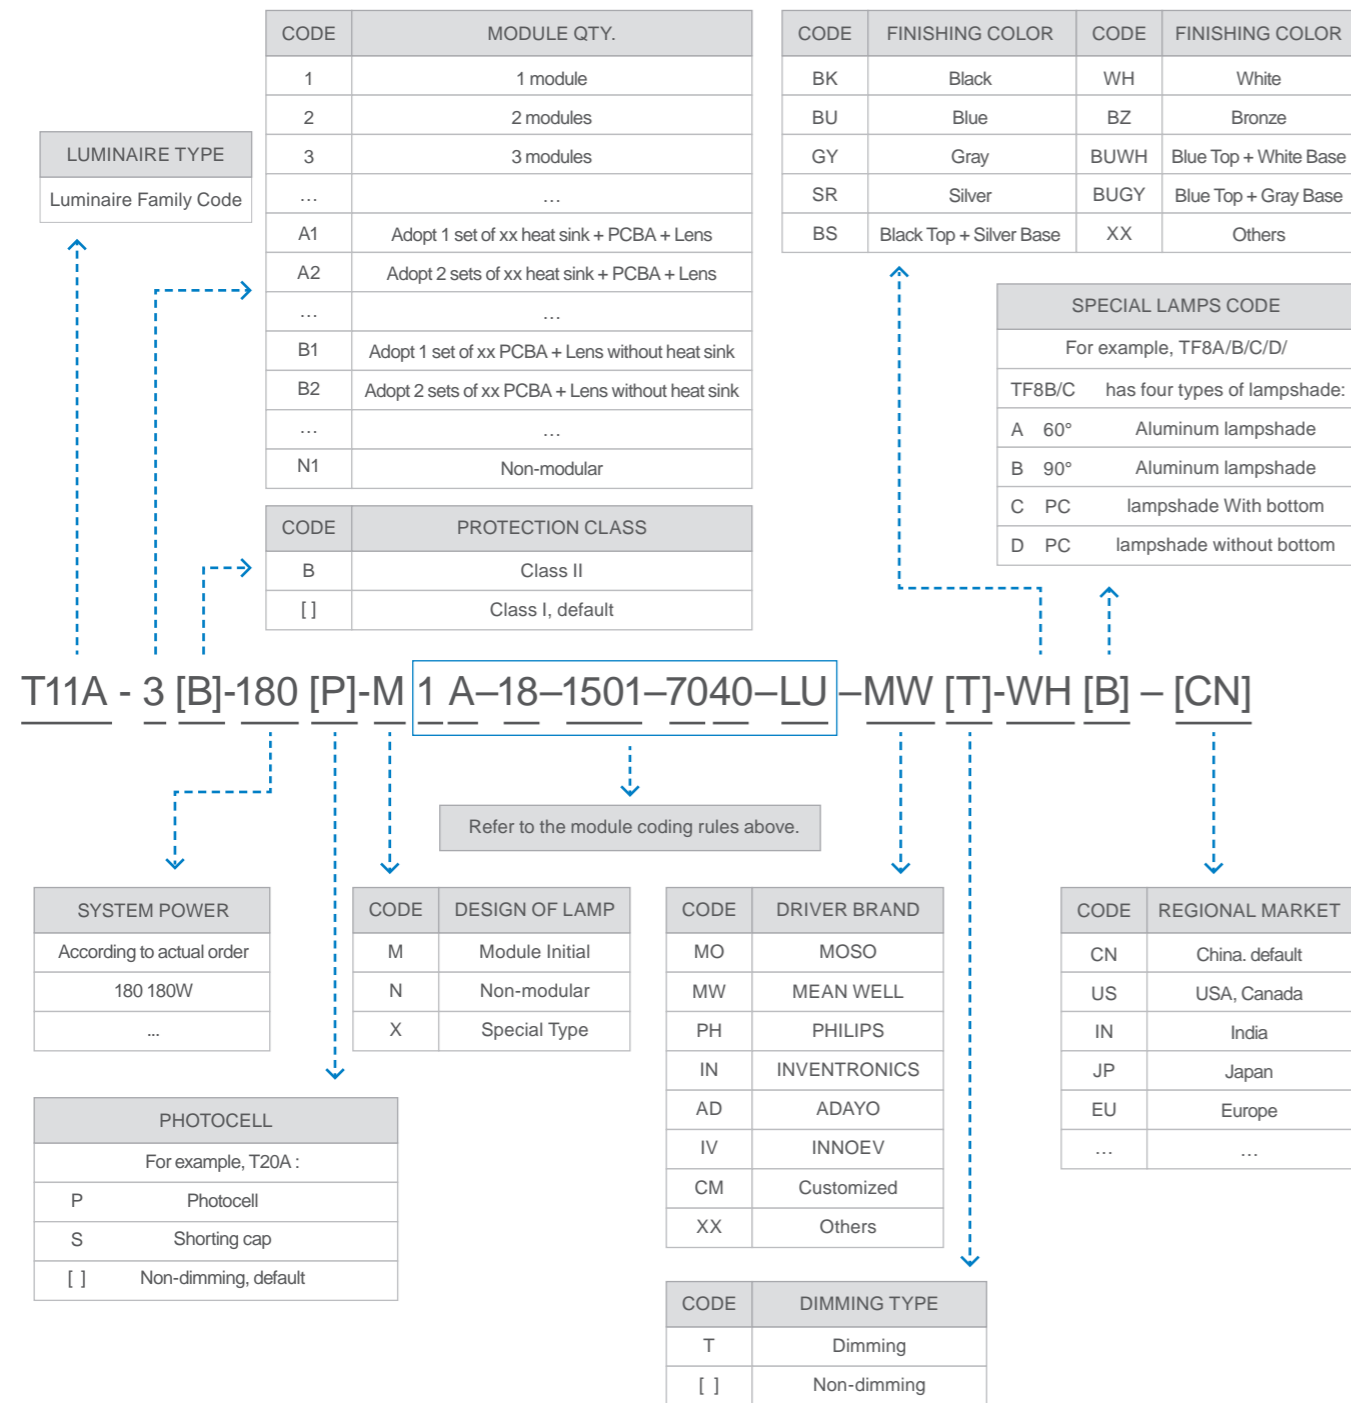 CODE MODULE QTY.
1 1 module
2 2 modules
3 3 modules
... ...
A1 Adopt 1 set of xx heat sink + PCBA + Lens
A2 Adopt 2 sets of xx heat sink + PCBA + Lens
... ...
B1 Adopt 1 set of xx PCBA + Lens without heat sink
B2 Adopt 2 sets of xx PCBA + Lens without heat sink
... ...
N1 Non-modular
CODE FINISHING COLOR CODE FINISHING COLOR
BK Black WH White
BU Blue BZ Bronze
GY Gray BUWH Blue Top + White Base
SR Silver BUGY Blue Top + Gray Base
BS Black Top + Silver Base XX Others
LUMINAIRE TYPE
Luminaire Family Code
SPECIAL LAMPS CODE
For example, TF8A/B/C/D/
TF8B/C has four types of lampshade:
A 60° Aluminum lampshade
B 90° Aluminum lampshade
C PC lampshade With bottom
D PC lampshade without bottom
CODE PROTECTION CLASS
B Class II
[ ] Class I, default
T11A - 3 [B]-180 [P]-M 1 A–18–1501–7040–LU –MW [T]-WH [B] – [CN]
Refer to the module coding rules above.
SYSTEM POWER
According to actual order
180 180W
...
CODE DESIGN OF LAMP
M Module Initial
N Non-modular
X Special Type
CODE DRIVER BRAND
MO MOSO
MW MEAN WELL
PH PHILIPS
IN INVENTRONICS
AD ADAYO
IV INNOEV
CM Customized
XX Others
CODE REGIONAL MARKET
CN China. default
US USA, Canada
IN India
JP Japan
EU Europe
... ...
PHOTOCELL
For example, T20A :
P Photocell
S Shorting cap
[ ] Non-dimming, default
CODE DIMMING TYPE
T Dimming
[ ] Non-dimming